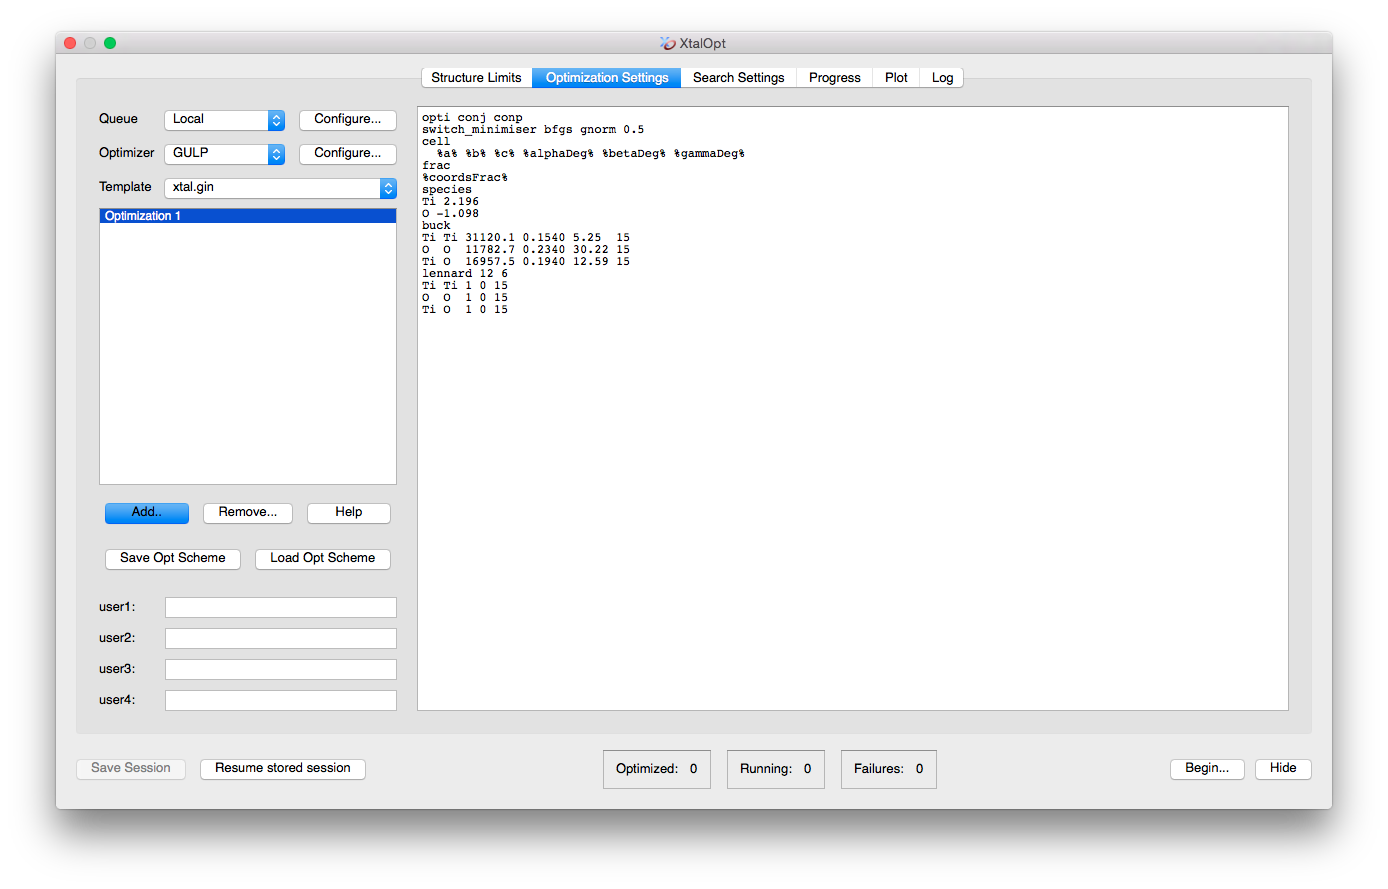 XtalOpt
Structure Limits Optimization Settings Search Settings Progress Plot Log
Queue Local Configure...
Optimizer GULP Configure...
Template xtal.gin
Optimization 1
Add.. Remove... Help
Save Opt Scheme Load Opt Scheme
user1:
user2:
user3:
user4:
opti conj conp
switch_minimiser bfgs gnorm 0.5
cell
  %a% %b% %c% %alphaDeg% %betaDeg% %gammaDeg%
frac
%coordsFrac%
species
Ti 2.196
O -1.098
buck
Ti Ti 31120.1 0.1540 5.25  15
O  O  11782.7 0.2340 30.22 15
Ti O  16957.5 0.1940 12.59 15
lennard 12 6
Ti Ti 1 0 15
O  O  1 0 15
Ti O  1 0 15
Save Session Resume stored session Optimized: 0 Running: 0 Failures: 0 Begin... Hide